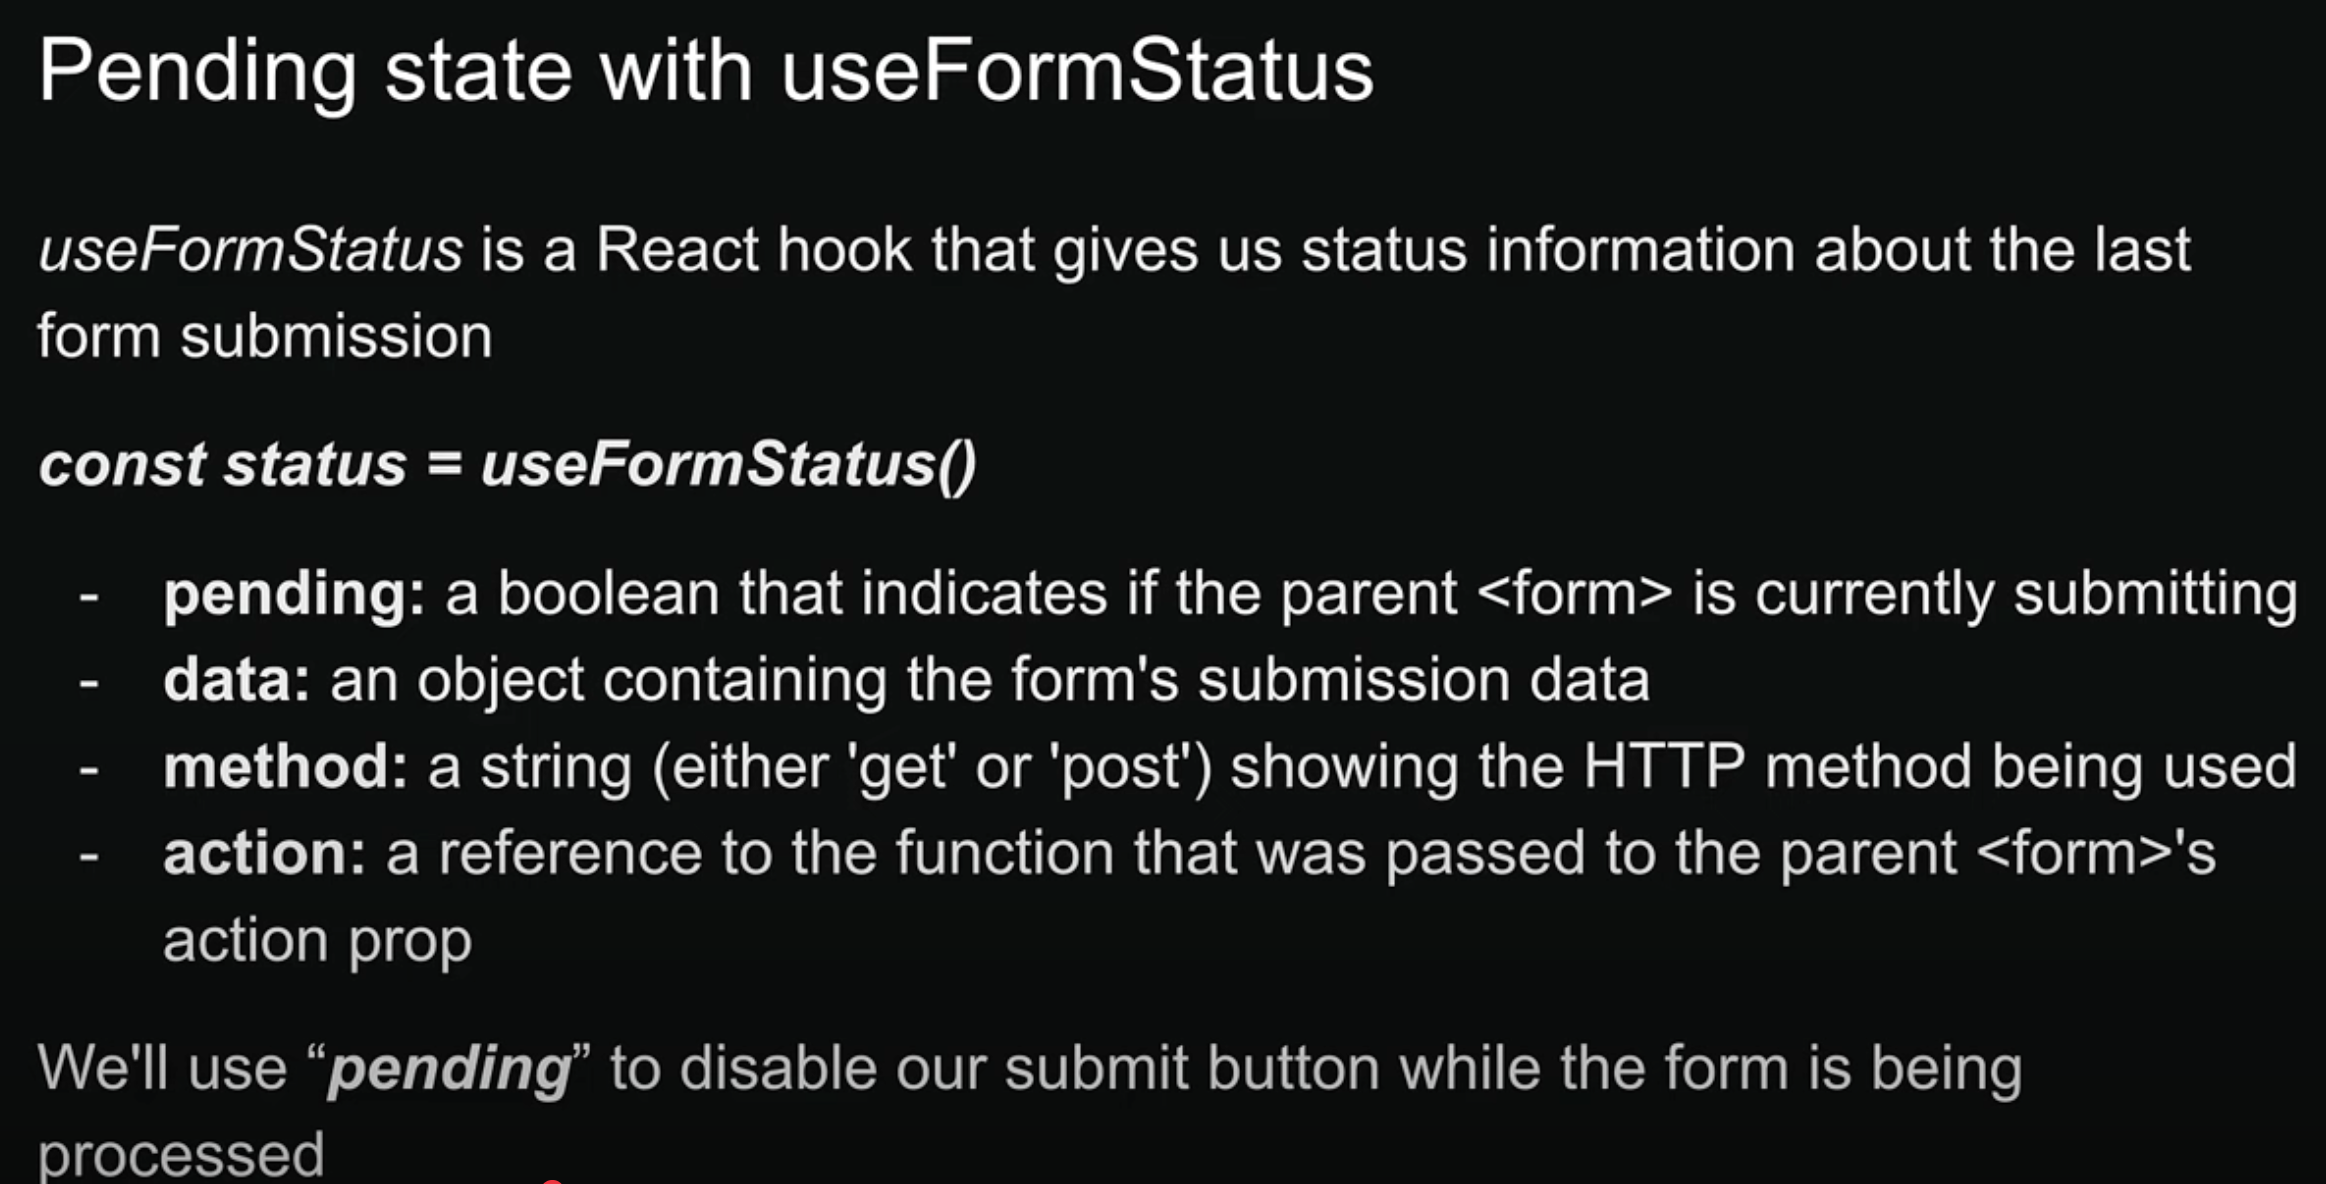 Pending state with useFormStatus
useFormStatus is a React hook that gives us status information about the last
form submission
const status = useFormStatus()
- pending: a boolean that indicates if the parent <form> is currently submitting
- data: an object containing the form's submission data
- method: a string (either 'get' or 'post') showing the HTTP method being used
- action: a reference to the function that was passed to the parent <form>'s
action prop
We'll use “pending” to disable our submit button while the form is being
processed